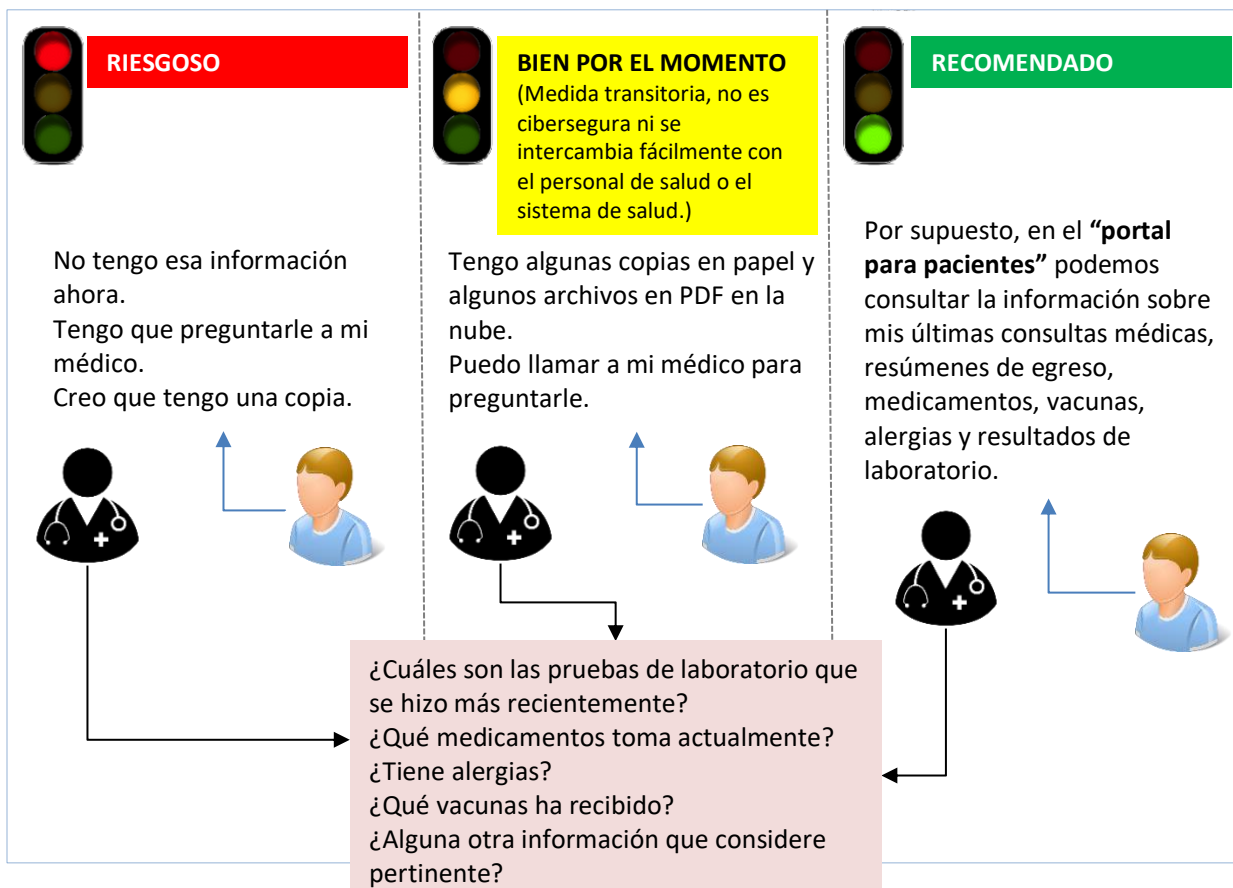 RIESGOSO
No tengo esa información
ahora.
Tengo que preguntarle a mi
médico.
Creo que tengo una copia.
BIEN POR EL MOMENTO
(Medida transitoria, no es
cibersegura ni se
intercambia fácilmente con
el personal de salud o el
sistema de salud.)
Tengo algunas copias en papel y
algunos archivos en PDF en la
nube.
Puedo llamar a mi médico para
preguntarle.
RECOMENDADO
Por supuesto, en el “portal
para pacientes” podemos
consultar la información sobre
mis últimas consultas médicas,
resúmenes de egreso,
medicamentos, vacunas,
alergias y resultados de
laboratorio.
¿Cuáles son las pruebas de laboratorio que
se hizo más recientemente?
¿Qué medicamentos toma actualmente?
¿Tiene alergias?
¿Qué vacunas ha recibido?
¿Alguna otra información que considere
pertinente?